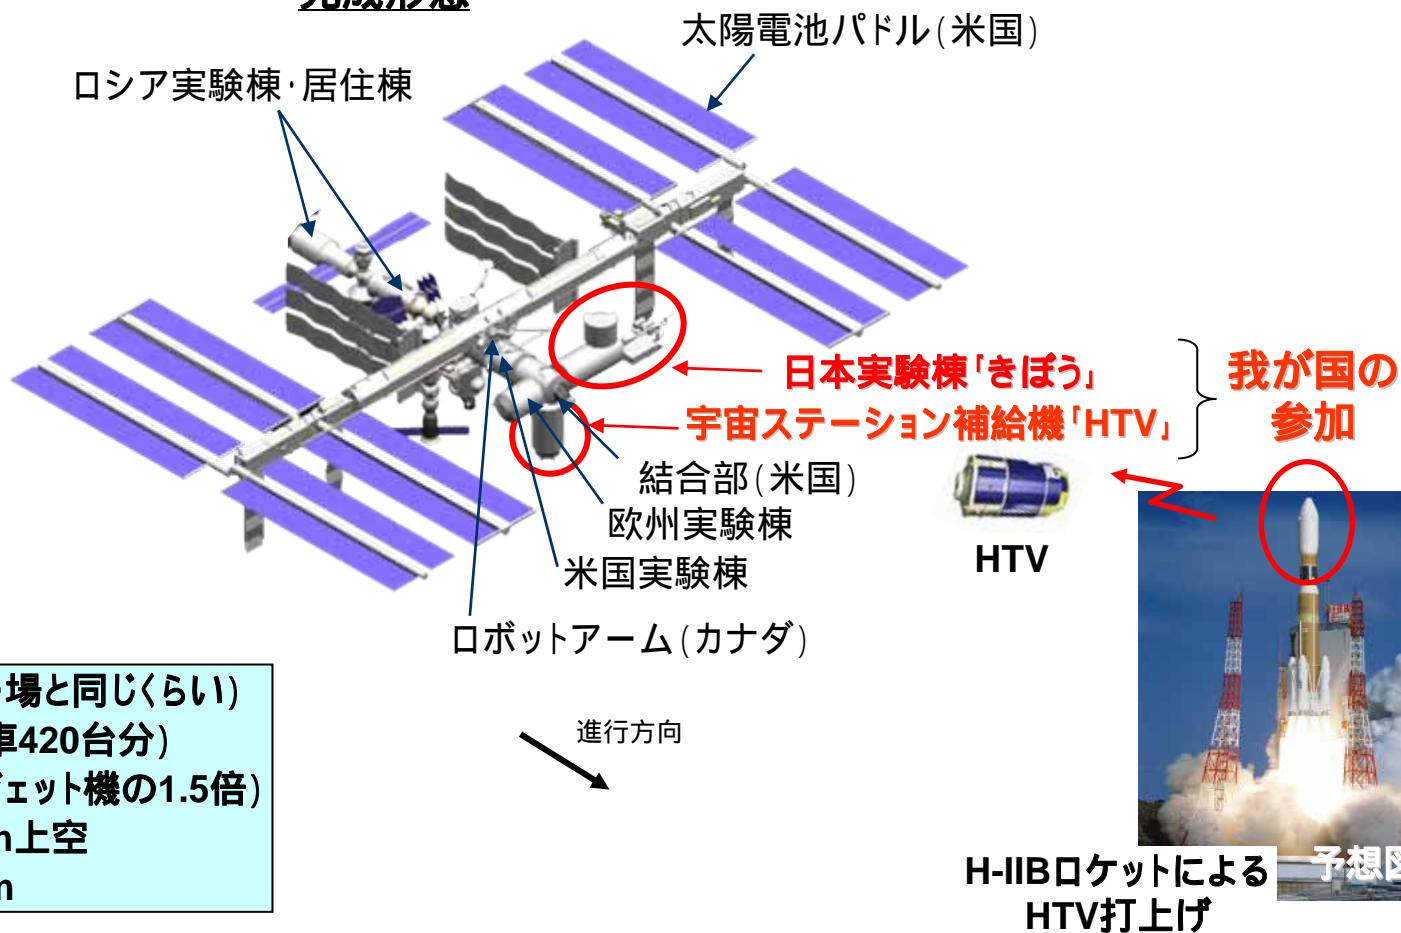 完成形態
太陽電池パドル(米国)
ロシア実験棟･居住棟
日本実験棟｢きぼう｣
宇宙ステーション補給機｢HTV｣
我が国の
参加
結合部(米国)
欧州実験棟
米国実験棟
ロボットアーム(カナダ)
HTV
進行方向
場と同じくらい)
車420台分)
ジェット機の1.5倍)
上空
H-IIBロケットによる
HTV打上げ
予想図